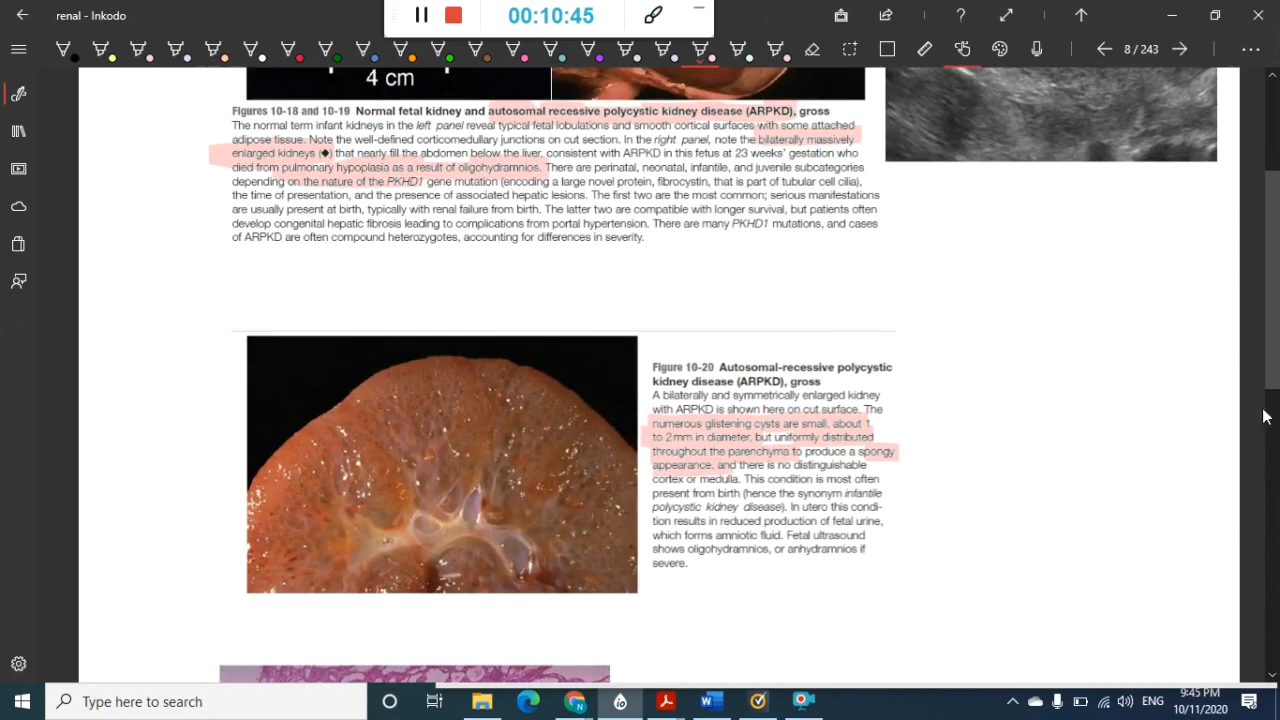 renal - Inkodo
00:10:45
8 / 243
4 cm
Figures 10-18 and 10-19 Normal fetal kidney and autosomal recessive polycystic kidney disease (ARPKD), gross
The normal term infant kidneys in the left panel reveal typical fetal lobulations and smooth cortical surfaces with some attached
adipose tissue. Note the well-defined corticomedullary junctions on cut section. In the right panel, note the bilaterally massively
enlarged kidneys (◆) that nearly fill the abdomen below the liver, consistent with ARPKD in this fetus at 23 weeks' gestation who
died from pulmonary hypoplasia as a result of oligohydramnios. There are perinatal, neonatal, infantile, and juvenile subcategories
depending on the nature of the PKHD1 gene mutation (encoding a large novel protein, fibrocystin, that is part of tubular cell cilia),
the time of presentation, and the presence of associated hepatic lesions. The first two are the most common; serious manifestations
are usually present at birth, typically with renal failure from birth. The latter two are compatible with longer survival, but patients often
develop congenital hepatic fibrosis leading to complications from portal hypertension. There are many PKHD1 mutations, and cases
of ARPKD are often compound heterozygotes, accounting for differences in severity.
Figure 10-20 Autosomal-recessive polycystic
kidney disease (ARPKD), gross
A bilaterally and symmetrically enlarged kidney
with ARPKD is shown here on cut surface. The
numerous glistening cysts are small, about 1
to 2 mm in diameter, but uniformly distributed
throughout the parenchyma to produce a spongy
appearance, and there is no distinguishable
cortex or medulla. This condition is most often
present from birth (hence the synonym infantile
polycystic kidney disease). In utero this condi-
tion results in reduced production of fetal urine,
which forms amniotic fluid. Fetal ultrasound
shows oligohydramnios, or anhydramnios if
severe.
Type here to search
ENG
9:45 PM
10/11/2020